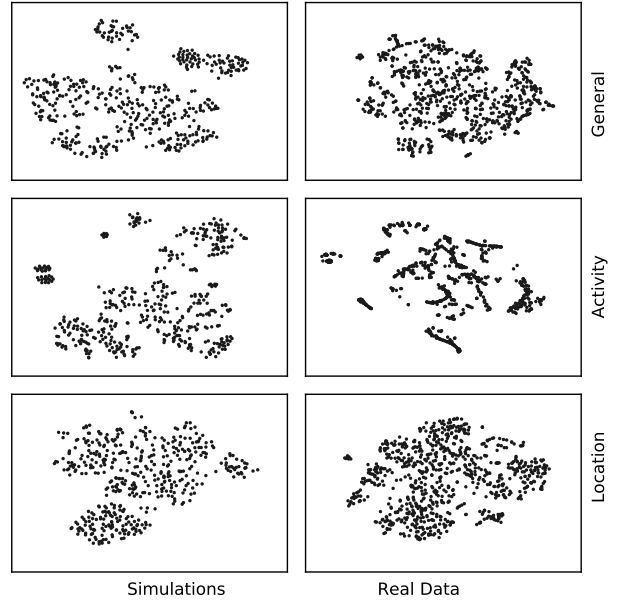 General
Activity
Location
Simulations
Real Data